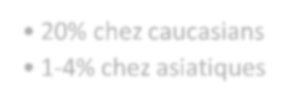 • 20% chez caucasians
• 1-4% chez asiatiques